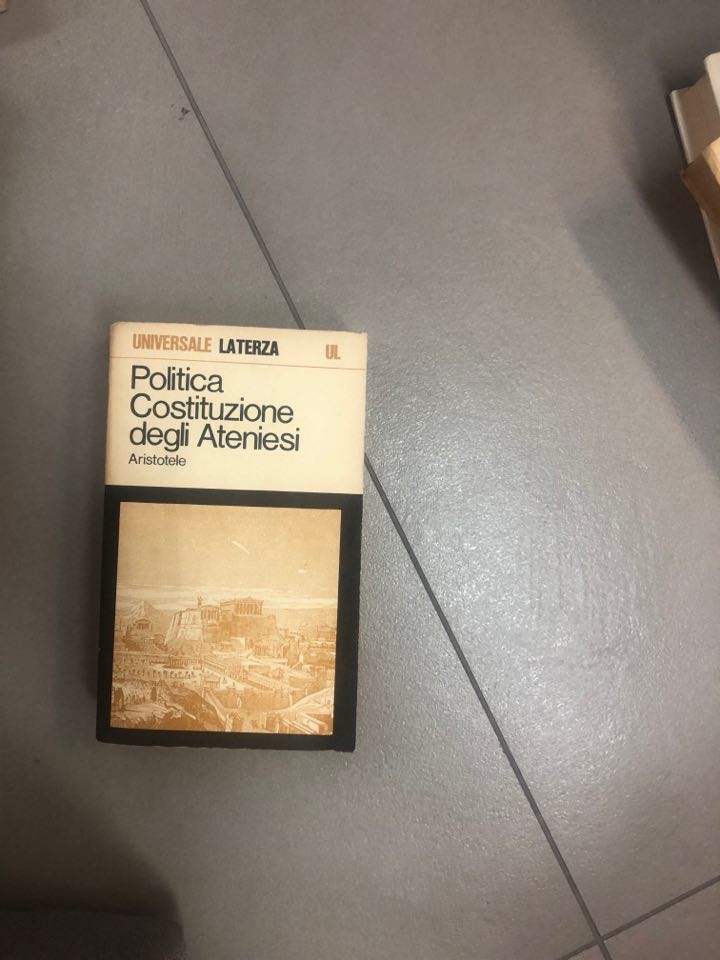 UNIVERSALE LATERZA UL
Politica
Costituzione
degli Ateniesi
Aristotele